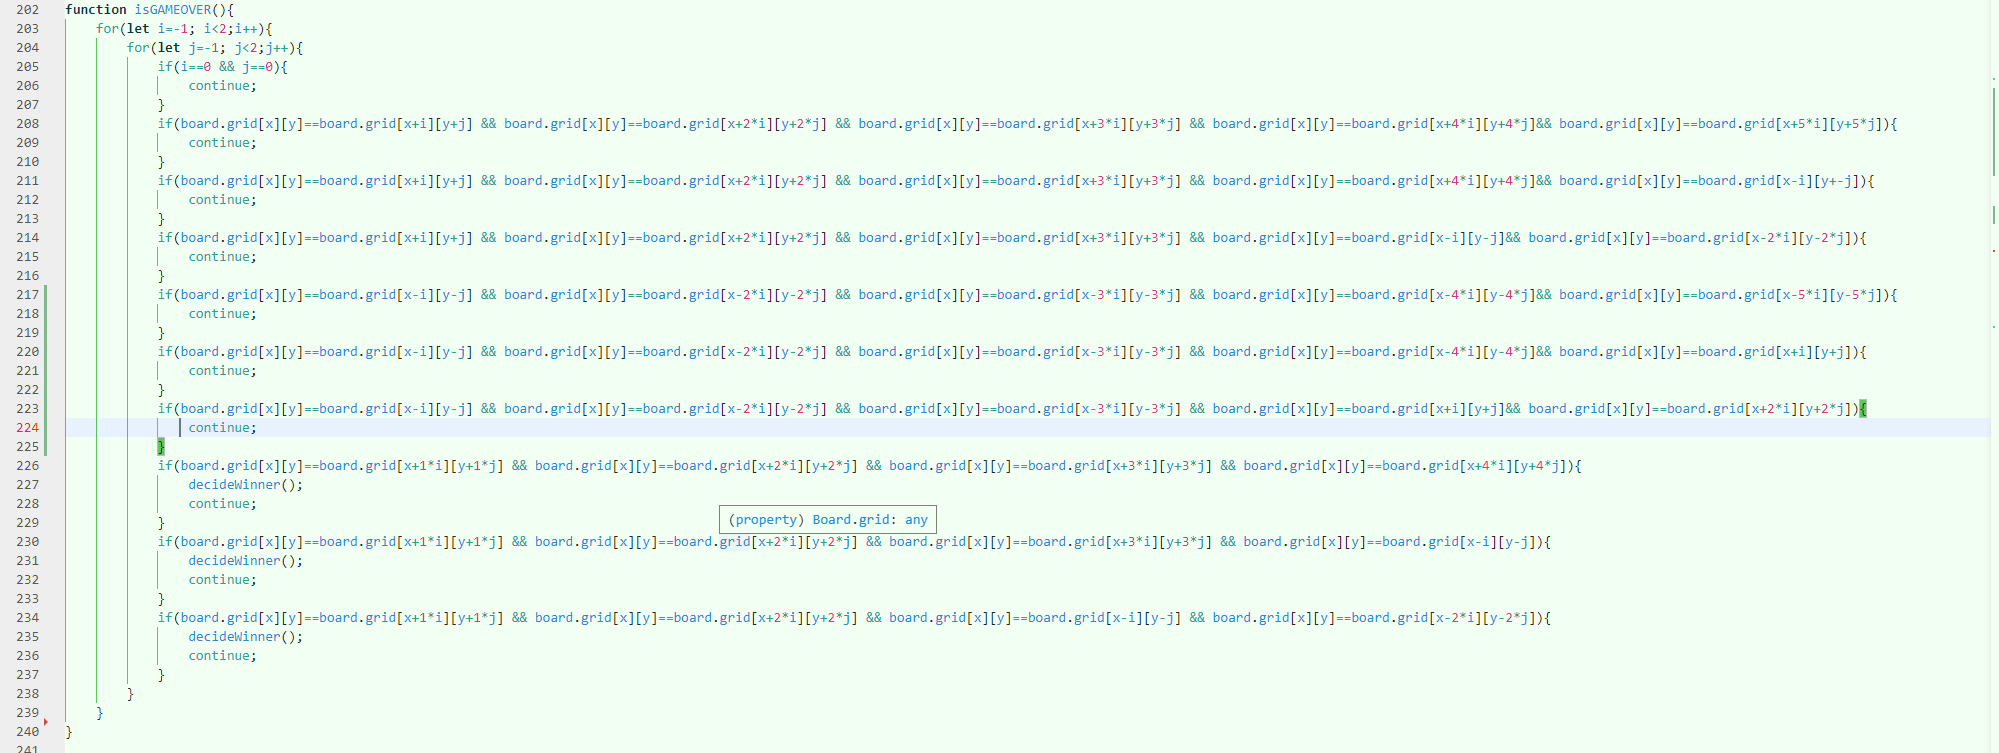 202 function isGAMEOVER(){
203     for(let i=-1; i<2;i++){
204         for(let j=-1; j<2;j++){
205             if(i==0 && j==0){
206                 continue;
207             }
208             if(board.grid[x][y]==board.grid[x+i][y+j] && board.grid[x][y]==board.grid[x+2*i][y+2*j] && board.grid[x][y]==board.grid[x+3*i][y+3*j] && board.grid[x][y]==board.grid[x+4*i][y+4*j]&& board.grid[x][y]==board.grid[x+5*i][y+5*j]){
209                 continue;
210             }
211             if(board.grid[x][y]==board.grid[x+i][y+j] && board.grid[x][y]==board.grid[x+2*i][y+2*j] && board.grid[x][y]==board.grid[x+3*i][y+3*j] && board.grid[x][y]==board.grid[x+4*i][y+4*j]&& board.grid[x][y]==board.grid[x-i][y+-j]){
212                 continue;
213             }
214             if(board.grid[x][y]==board.grid[x+i][y+j] && board.grid[x][y]==board.grid[x+2*i][y+2*j] && board.grid[x][y]==board.grid[x+3*i][y+3*j] && board.grid[x][y]==board.grid[x-i][y-j]&& board.grid[x][y]==board.grid[x-2*i][y-2*j]){
215                 continue;
216             }
217             if(board.grid[x][y]==board.grid[x-i][y-j] && board.grid[x][y]==board.grid[x-2*i][y-2*j] && board.grid[x][y]==board.grid[x-3*i][y-3*j] && board.grid[x][y]==board.grid[x-4*i][y-4*j]&& board.grid[x][y]==board.grid[x-5*i][y-5*j]){
218                 continue;
219             }
220             if(board.grid[x][y]==board.grid[x-i][y-j] && board.grid[x][y]==board.grid[x-2*i][y-2*j] && board.grid[x][y]==board.grid[x-3*i][y-3*j] && board.grid[x][y]==board.grid[x-4*i][y-4*j]&& board.grid[x][y]==board.grid[x+i][y+j]){
221                 continue;
222             }
223             if(board.grid[x][y]==board.grid[x-i][y-j] && board.grid[x][y]==board.grid[x-2*i][y-2*j] && board.grid[x][y]==board.grid[x-3*i][y-3*j] && board.grid[x][y]==board.grid[x+i][y+j]&& board.grid[x][y]==board.grid[x+2*i][y+2*j]){
224                 continue;
225             }
226             if(board.grid[x][y]==board.grid[x+1*i][y+1*j] && board.grid[x][y]==board.grid[x+2*i][y+2*j] && board.grid[x][y]==board.grid[x+3*i][y+3*j] && board.grid[x][y]==board.grid[x+4*i][y+4*j]){
227                 decideWinner();
228                 continue;
229             }
(property) Board.grid: any
230             if(board.grid[x][y]==board.grid[x+1*i][y+1*j] && board.grid[x][y]==board.grid[x+2*i][y+2*j] && board.grid[x][y]==board.grid[x+3*i][y+3*j] && board.grid[x][y]==board.grid[x-i][y-j]){
231                 decideWinner();
232                 continue;
233             }
234             if(board.grid[x][y]==board.grid[x+1*i][y+1*j] && board.grid[x][y]==board.grid[x+2*i][y+2*j] && board.grid[x][y]==board.grid[x-i][y-j] && board.grid[x][y]==board.grid[x-2*i][y-2*j]){
235                 decideWinner();
236                 continue;
237             }
238         }
239     }
240 }
241